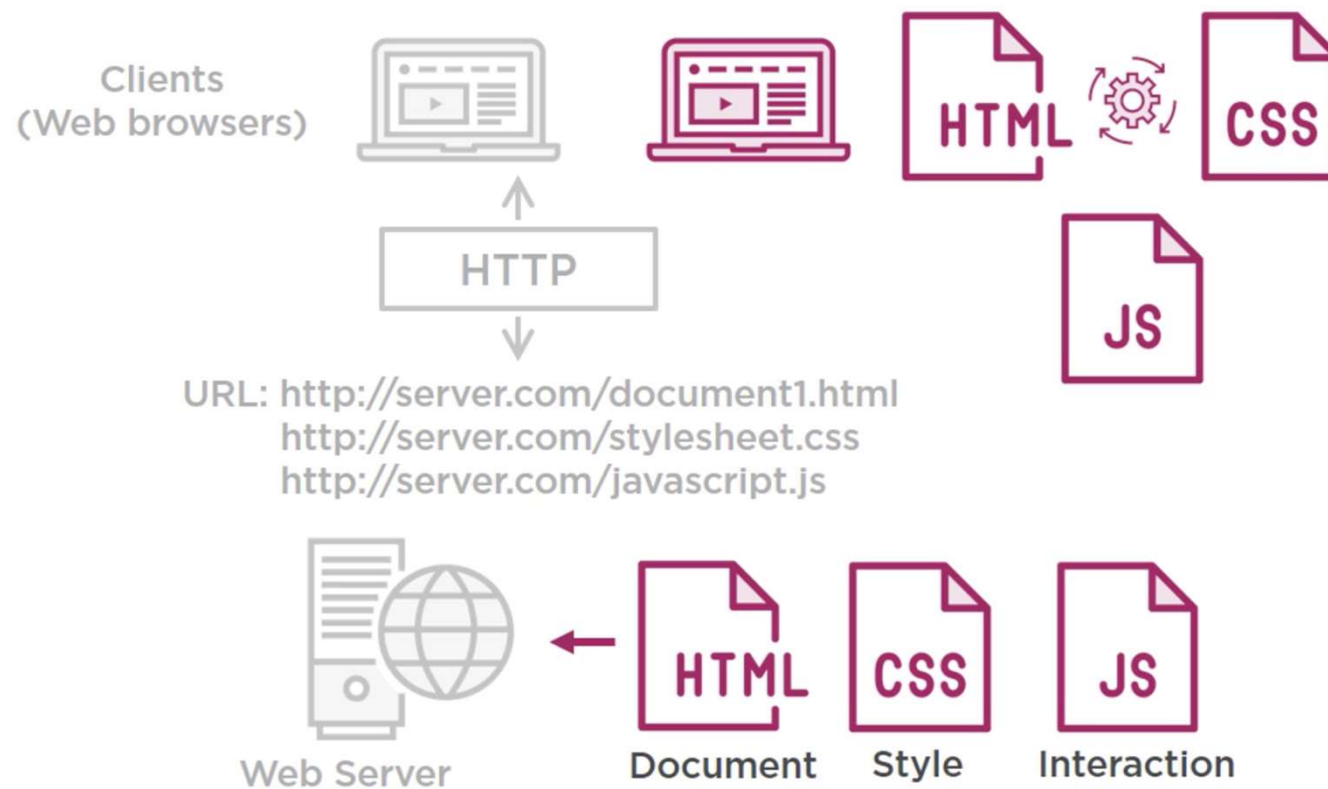 Clients
(Web browsers)
HTML
CSS
HTTP
JS
URL: http://server.com/document1.html
http://server.com/stylesheet.css
http://server.com/javascript.js
HTML
CSS
JS
Web Server
Document
Style
Interaction